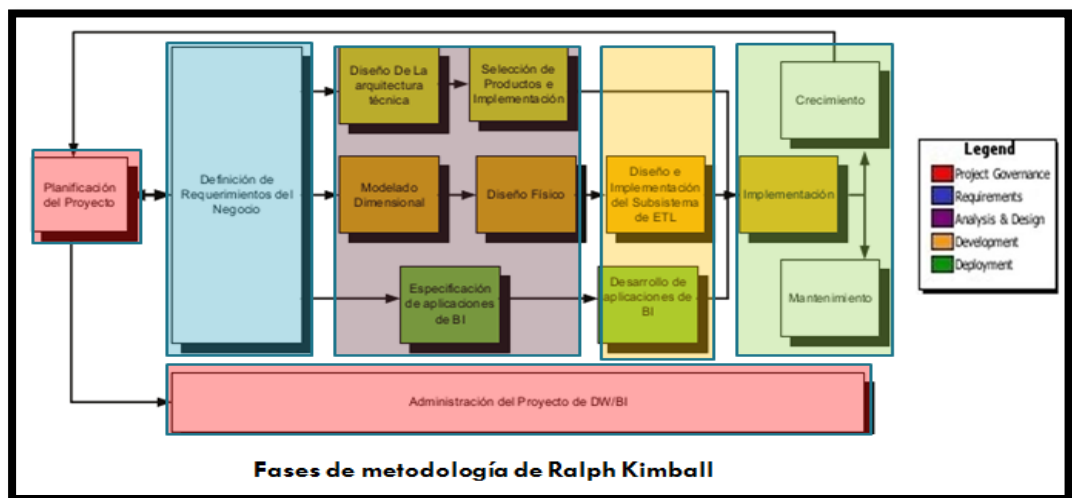 Planificación
del Proyecto
Definición de
Requerimientos del
Negocio
Diseño De La
arquitectura
técnica
Selección de
Productos e
Implementación
Modelado
Dimensional
Diseño Físico
Especificación
de aplicaciones
de BI
Diseño e
Implementación
del Subsistema
de ETL
Desarrollo de
aplicaciones de
BI
Implementación
Crecimiento
Mantenimiento
Administración del Proyecto de DW/BI
Legend
Project Governance
Requirements
Analysis & Design
Development
Deployment
Fases de metodología de Ralph Kimball